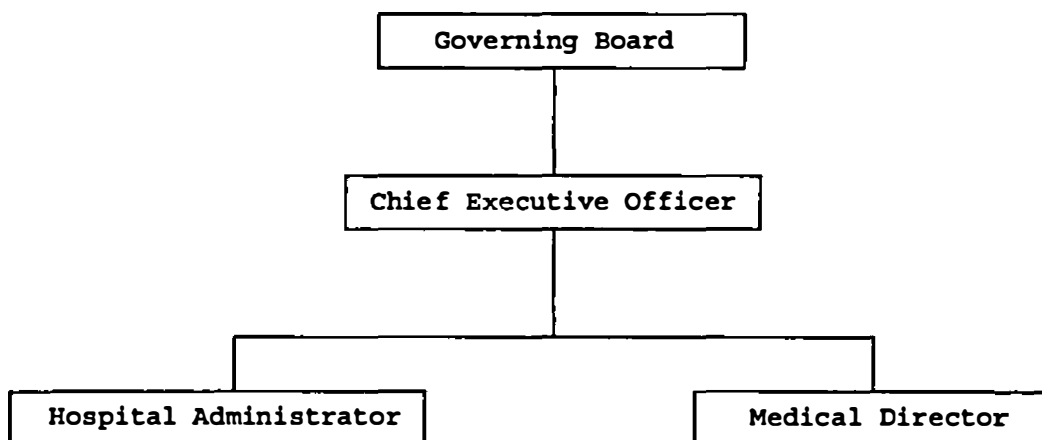 Governing Board
Chief Executive Officer
Hospital Administrator
Medical Director